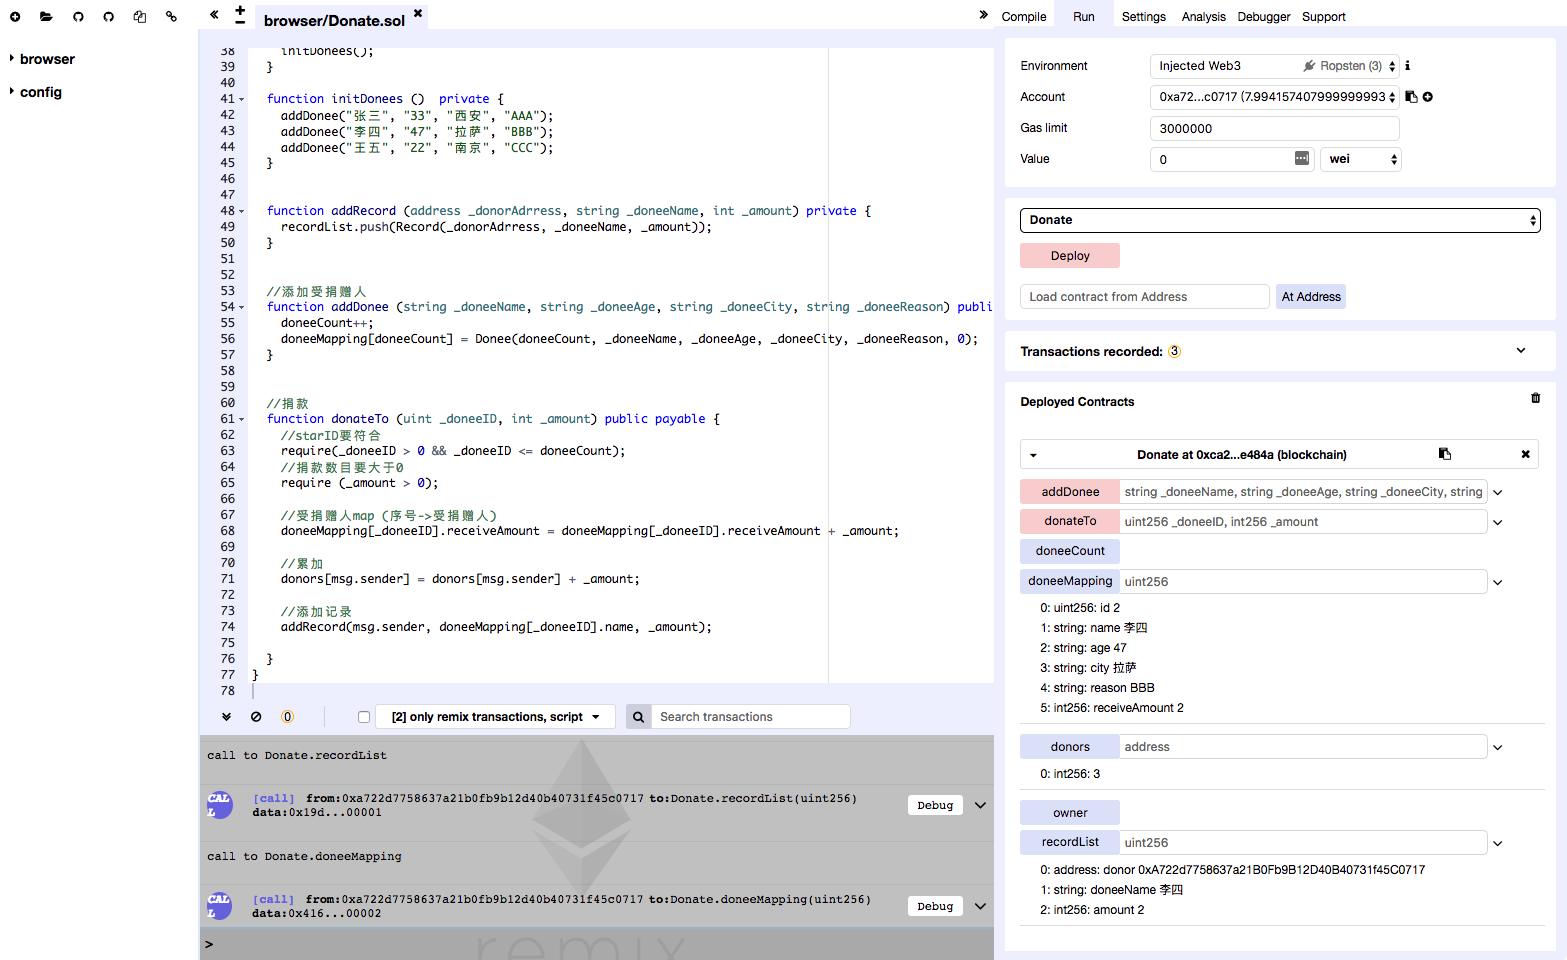 browser/Donate.sol
Compile
Run
Settings
Analysis
Debugger
Support
browser
config
38 initDonees();
39 }
40
41 function initDonees () private {
42 addDonee("张三", "33", "西安", "AAA");
43 addDonee("李四", "47", "拉萨", "BBB");
44 addDonee("王五", "22", "南京", "CCC");
45 }
46
47
48 function addRecord (address _donorAdrress, string _doneeName, int _amount) private {
49 recordList.push(Record(_donorAdrress, _doneeName, _amount));
50 }
51
52
53 //添加受捐赠人
54 function addDonee (string _doneeName, string _doneeAge, string _doneeCity, string _doneeReason) publi
55 doneeCount++;
56 doneeMapping[doneeCount] = Donee(doneeCount, _doneeName, _doneeAge, _doneeCity, _doneeReason, 0);
57 }
58
59
60 //捐款
61 function donateTo (uint _doneeID, int _amount) public payable {
62 //starID要符合
63 require(_doneeID > 0 && _doneeID <= doneeCount);
64 //捐款数目要大于0
65 require (_amount > 0);
66
67 //受捐赠人map (序号->受捐赠人)
68 doneeMapping[_doneeID].receiveAmount = doneeMapping[_doneeID].receiveAmount + _amount;
69
70 //累加
71 donors[msg.sender] = donors[msg.sender] + _amount;
72
73 //添加记录
74 addRecord(msg.sender, doneeMapping[_doneeID].name, _amount);
75
76 }
77 }
78
0
[2] only remix transactions, script
Search transactions
call to Donate.recordList
CALL
[call] from:0xa722d7758637a21b0fb9b12d40b40731f45c0717 to:Donate.recordList(uint256)
data:0x19d...00001
Debug
call to Donate.doneeMapping
CALL
[call] from:0xa722d7758637a21b0fb9b12d40b40731f45c0717 to:Donate.doneeMapping(uint256)
data:0x416...00002
Debug
>
remix
Environment
Injected Web3
Ropsten (3)
Account
0xa72...c0717 (7.994157407999999993
Gas limit
3000000
Value
0
wei
Donate
Deploy
Load contract from Address
At Address
Transactions recorded: 3
Deployed Contracts
Donate at 0xca2...e484a (blockchain)
addDonee
string _doneeName, string _doneeAge, string _doneeCity, string
donateTo
uint256 _doneeID, int256 _amount
doneeCount
doneeMapping
uint256
0: uint256: id 2
1: string: name 李四
2: string: age 47
3: string: city 拉萨
4: string: reason BBB
5: int256: receiveAmount 2
donors
address
0: int256: 3
owner
recordList
uint256
0: address: donor 0xA722d7758637a21B0Fb9B12D40B40731f45C0717
1: string: doneeName 李四
2: int256: amount 2